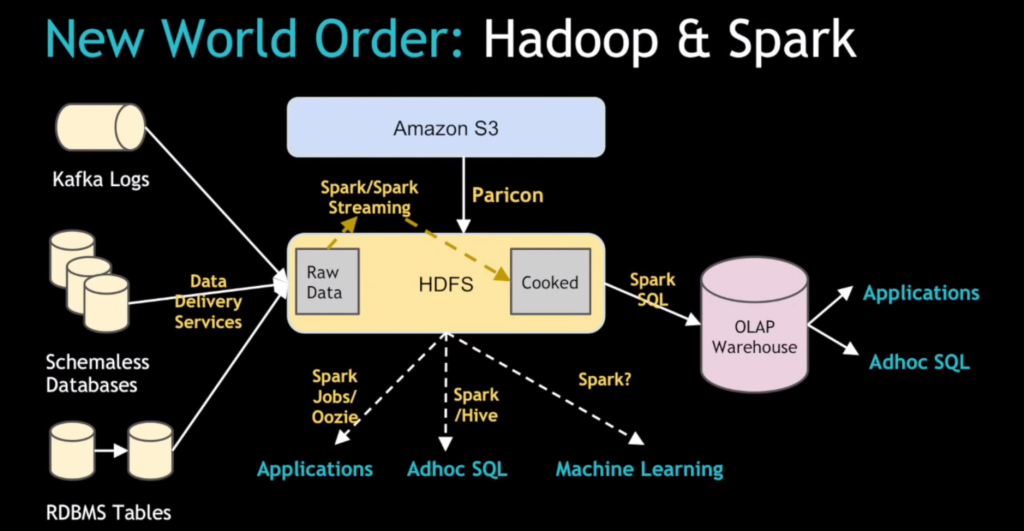 New World Order: Hadoop & Spark
Amazon S3
Kafka Logs
Spark/Spark
Streaming
Paricon
Raw
Data
HDFS
Cooked
Data
Delivery
Services
Spark
SQL
OLAP
Warehouse
Applications
Adhoc SQL
Schemaless
Databases
Spark
Jobs/
Oozie
Spark
/Hive
Spark?
Applications
Adhoc SQL
Machine Learning
RDBMS Tables